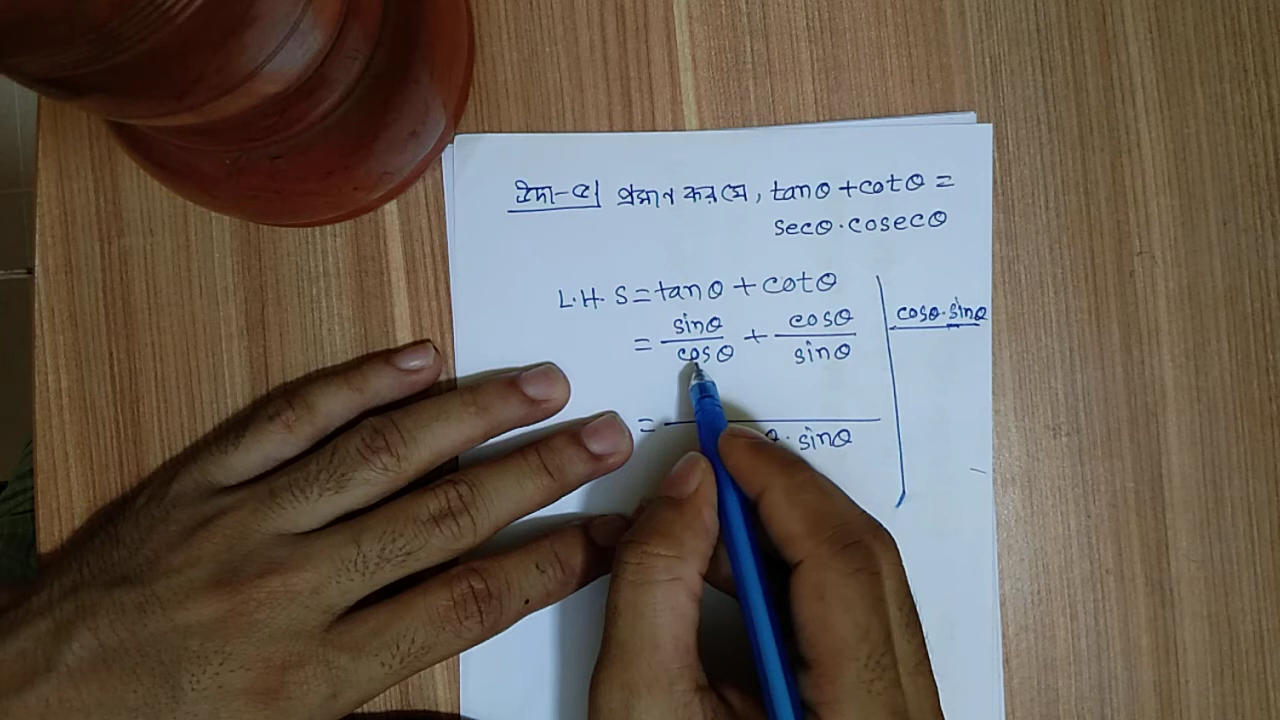 উদা-৫। প্রমাণ কর যে, tanθ + cotθ =
secθ · cosecθ
L.H.S = tanθ + cotθ
= sinθ/cosθ + cosθ/sinθ
cosθ · sinθ
= θ · sinθ